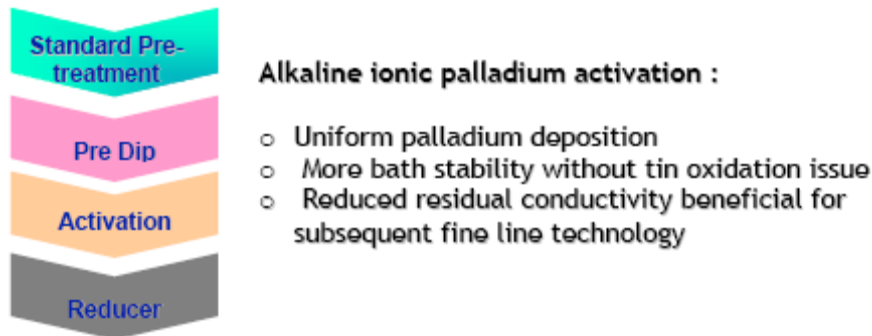 Standard Pre-
treatment
Pre Dip
Activation
Reducer
Alkaline ionic palladium activation :
o Uniform palladium deposition
o More bath stability without tin oxidation issue
o Reduced residual conductivity beneficial for
subsequent fine line technology